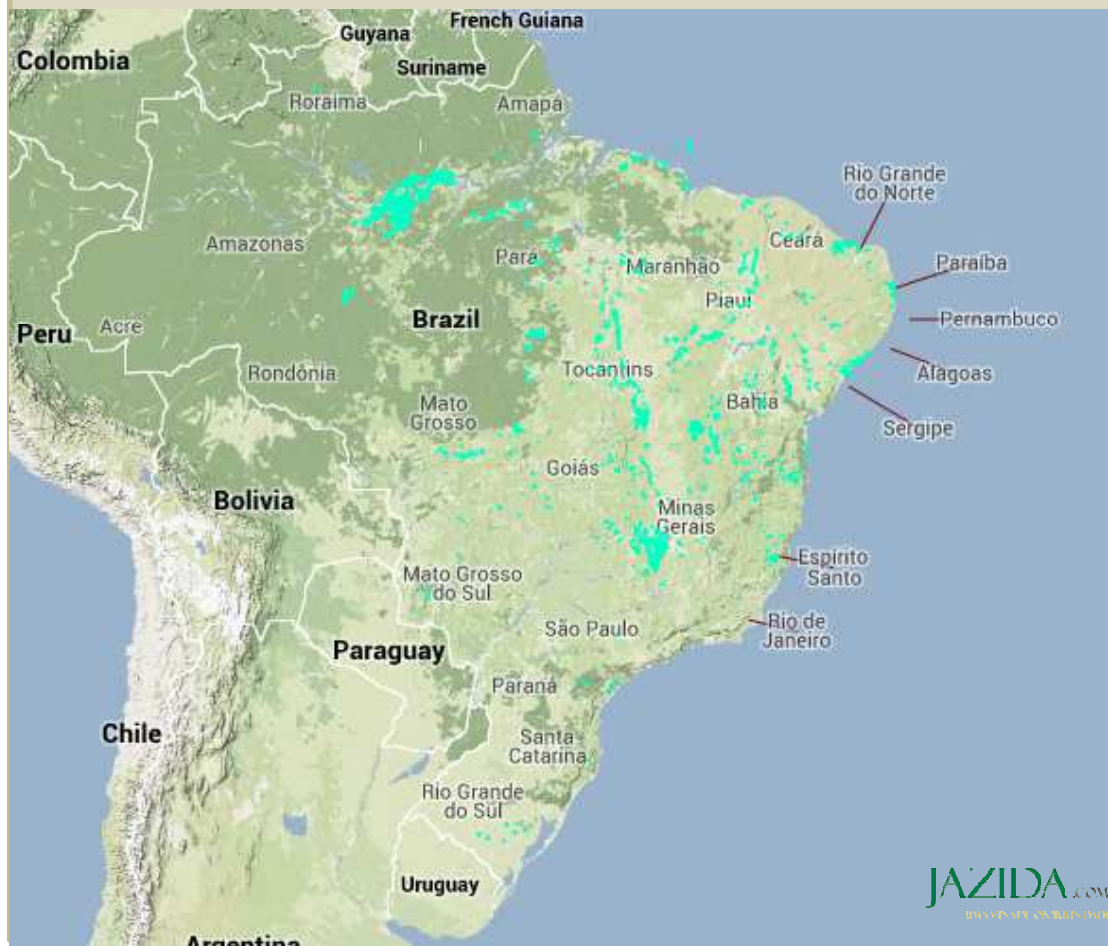 French Guiana
Guyana
Colombia
Suriname
Roraima
Amapá
Rio Grande
do Norte
Ceará
Amazonas
Pará
Maranhão
Paraíba
Piauí
Brazil
Pernambuco
Peru
Acre
Tocantins
Alagoas
Rondônia
Mato
Grosso
Bahia
Sergipe
Goiás
Bolivia
Minas
Gerais
Espírito
Santo
Mato Grosso
do Sul
Rio de
Janeiro
São Paulo
Paraguay
Paraná
Chile
Santa
Catarina
Rio Grande
do Sul
Uruguay
JAZIDA.COM
Argentina